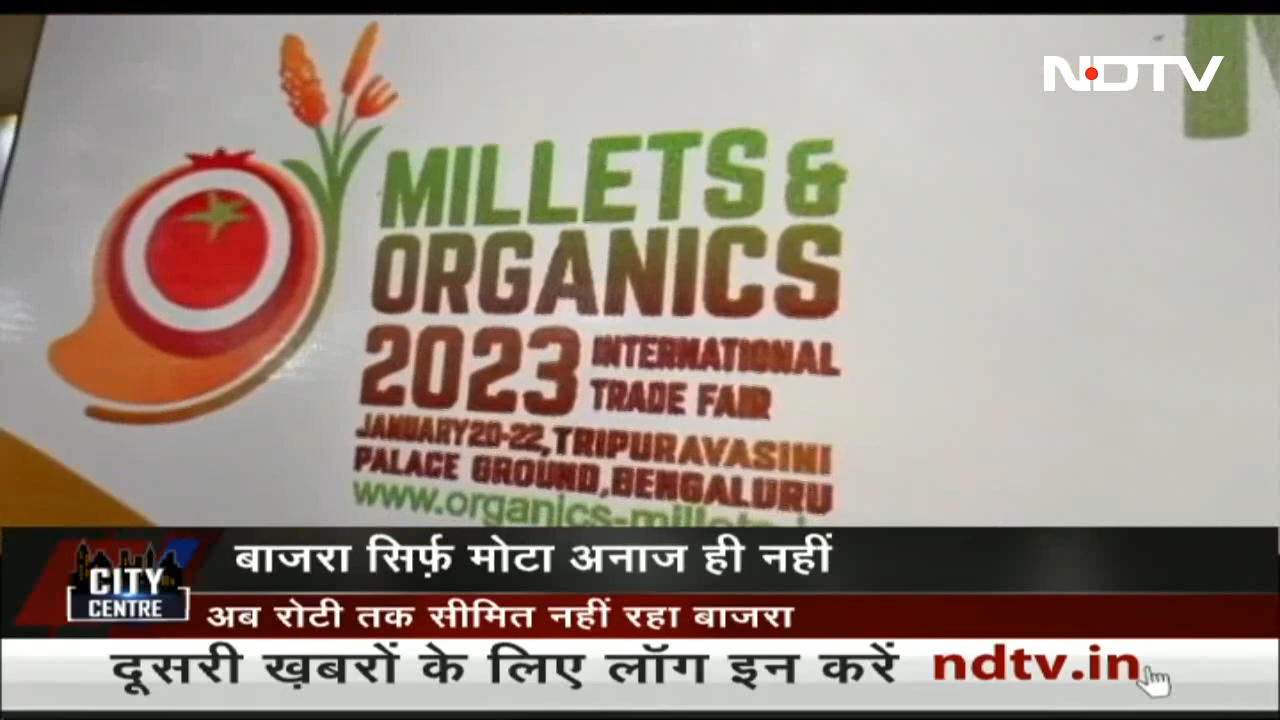 NDTV
MILLETS &
ORGANICS
2023 INTERNATIONAL
TRADE FAIR
JANUARY 20-22, TRIPURAVASINI
PALACE GROUND, BENGALURU
बाजरा सिर्फ़ मोटा अनाज ही नहीं
CITY
CENTRE
अब रोटी तक सीमित नहीं रहा बाजरा
दूसरी ख़बरों के लिए लॉग इन करें ndtv.in